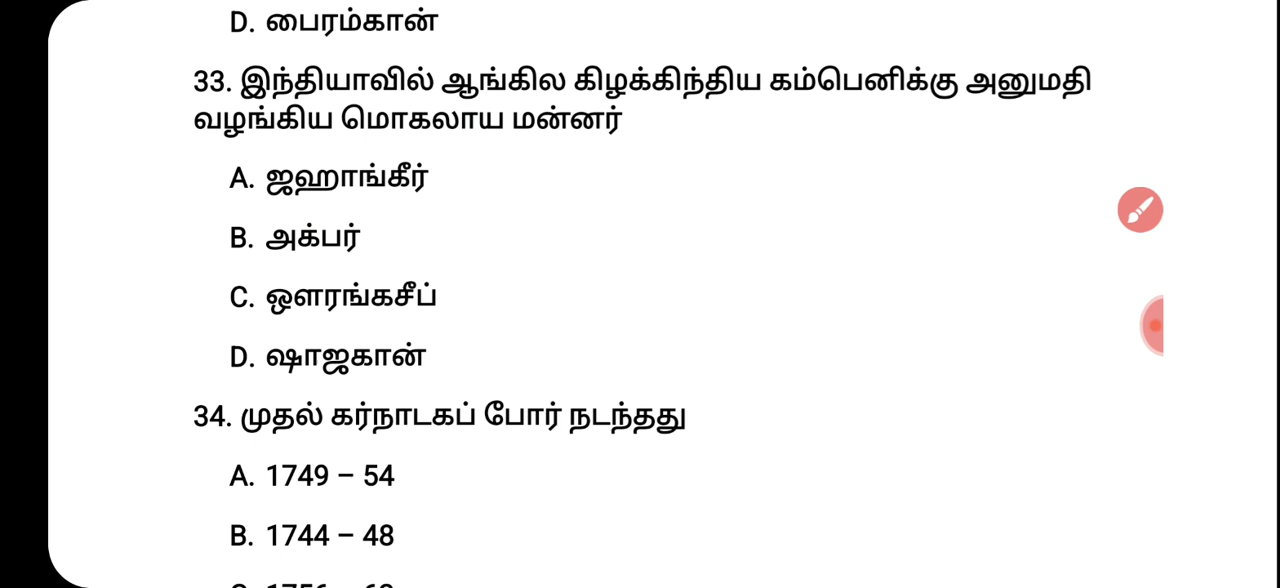 D. பைரம்கான்
33. இந்தியாவில் ஆங்கில கிழக்கிந்திய கம்பெனிக்கு அனுமதி
வழங்கிய மொகலாய மன்னர்
A. ஜஹாங்கீர்
B. அக்பர்
C. ஔரங்கசீப்
D. ஷாஜகான்
34. முதல் கர்நாடகப் போர் நடந்தது
A. 1749 – 54
B. 1744 – 48